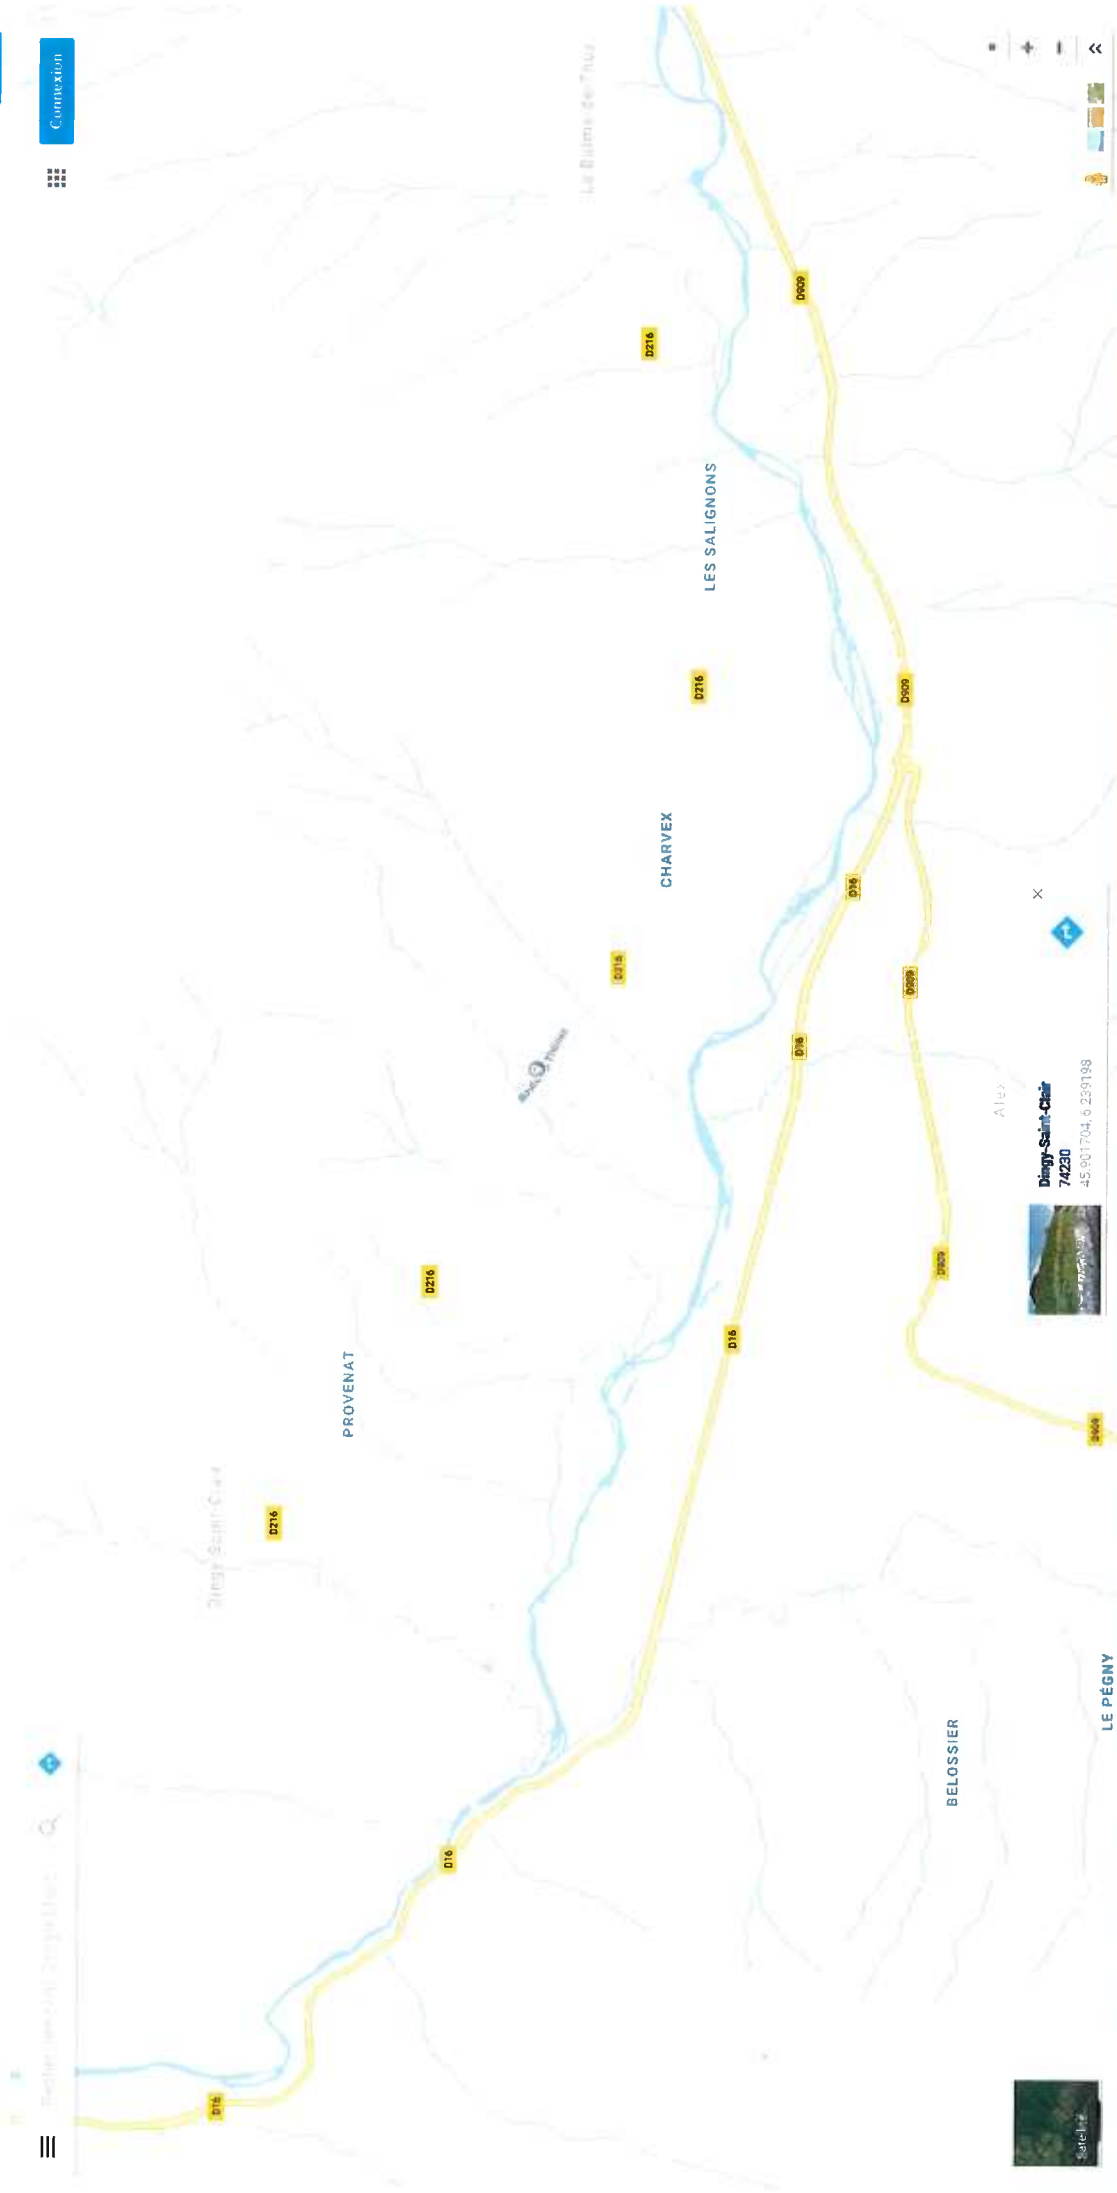 Connexion
La Balme-de-Thuy
D909
D216
LES SALIGNONS
D216
D909
CHARVEX
D16
D216
D909
D16
Alex
Dingy-Saint-Clair
74230
45.901704, 6.239198
D216
D909
D16
PROVENAT
D909
Dingy-Saint-Clair
D216
LE PÉGNY
BELOSSIER
D16
D16
Satellite